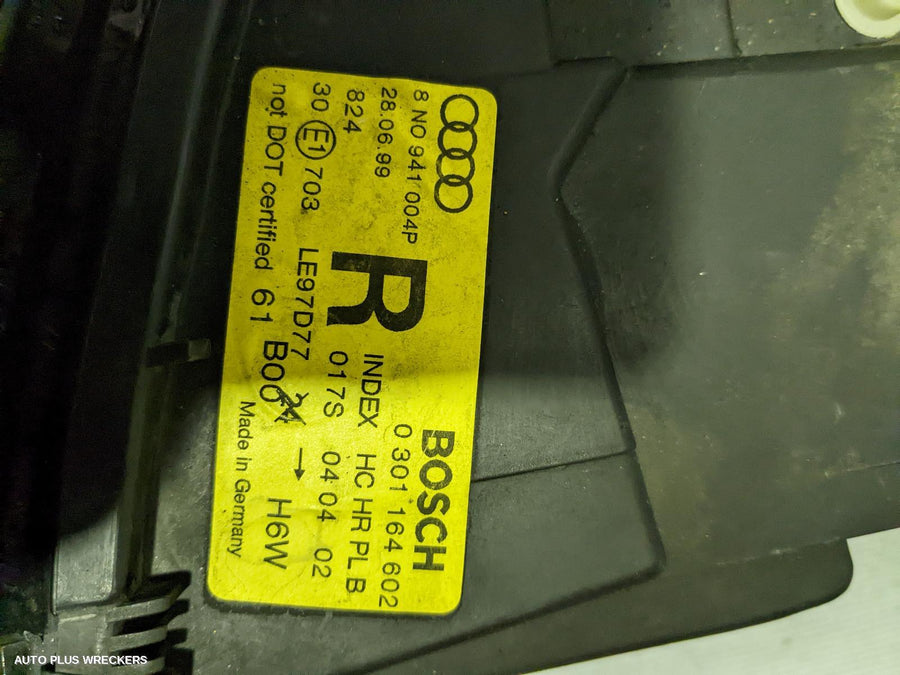 8 N0 941 004P
28.06.99
824
R
BOSCH
0 301 164 602
INDEX HC HR PL B
30 E1 703 LE97D77 017S 04 04 02
not DOT certified 61 B00 → H6W
Made in Germany
AUTO PLUS WRECKERS